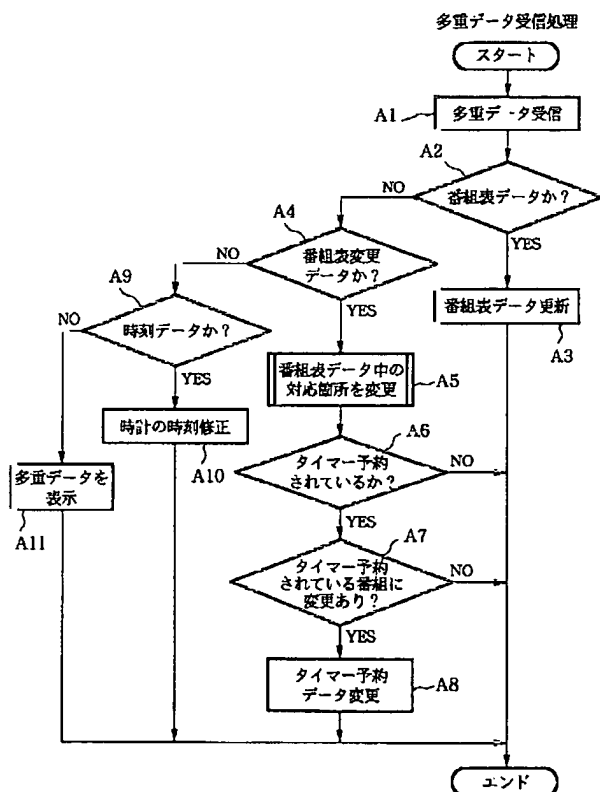 多重データ受信処理
スタート
A1
多重データ受信
A2
番組表データか？
NO
YES
A4
番組表変更
データか？
NO
YES
番組表データ更新
A3
A9
時刻データか？
NO
YES
番組表データ中の
対応箇所を変更
A5
時計の時刻修正
A10
A6
タイマー予約
されているか？
NO
YES
多重データを
表示
A11
A7
タイマー予約
されている番組に
変更あり？
NO
YES
タイマー予約
データ変更
A8
エンド